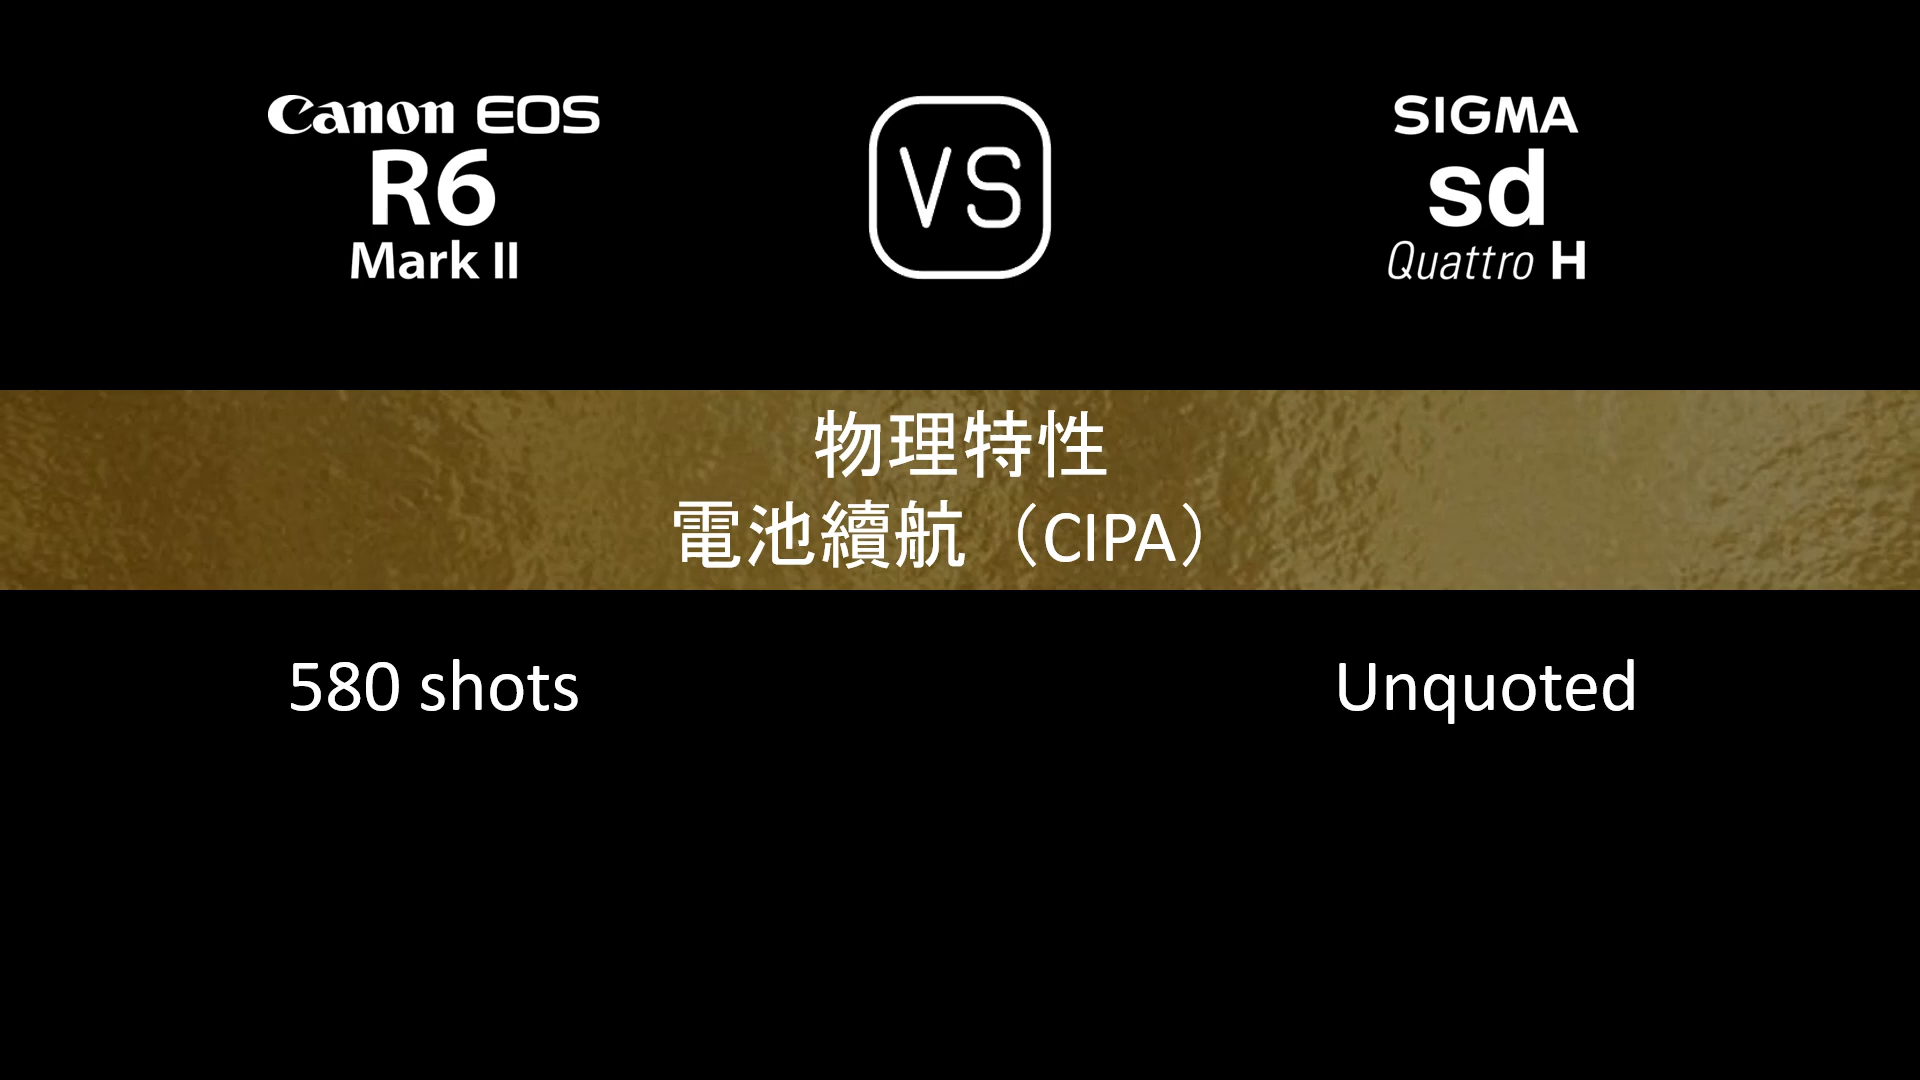 Canon EOS
R6
Mark II
VS
SIGMA
sd
Quattro H
物理特性
電池續航（CIPA）
580 shots
Unquoted